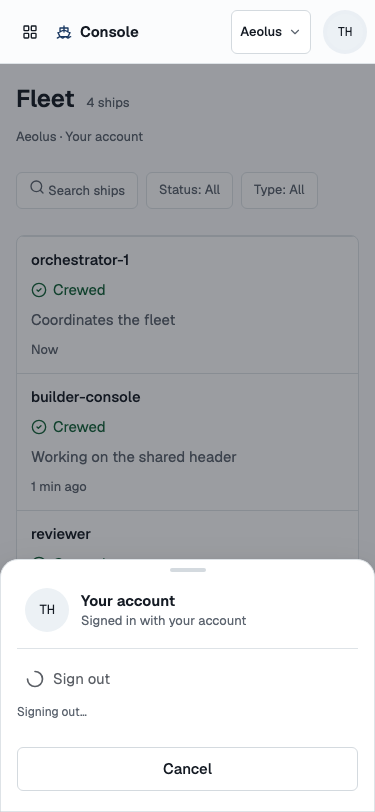 Console
Aeolus
TH
Fleet 4 ships
Aeolus · Your account
Search ships
Status: All
Type: All
orchestrator-1
Crewed
Coordinates the fleet
Now
builder-console
Crewed
Working on the shared header
1 min ago
reviewer
TH
Your account
Signed in with your account
Sign out
Signing out…
Cancel